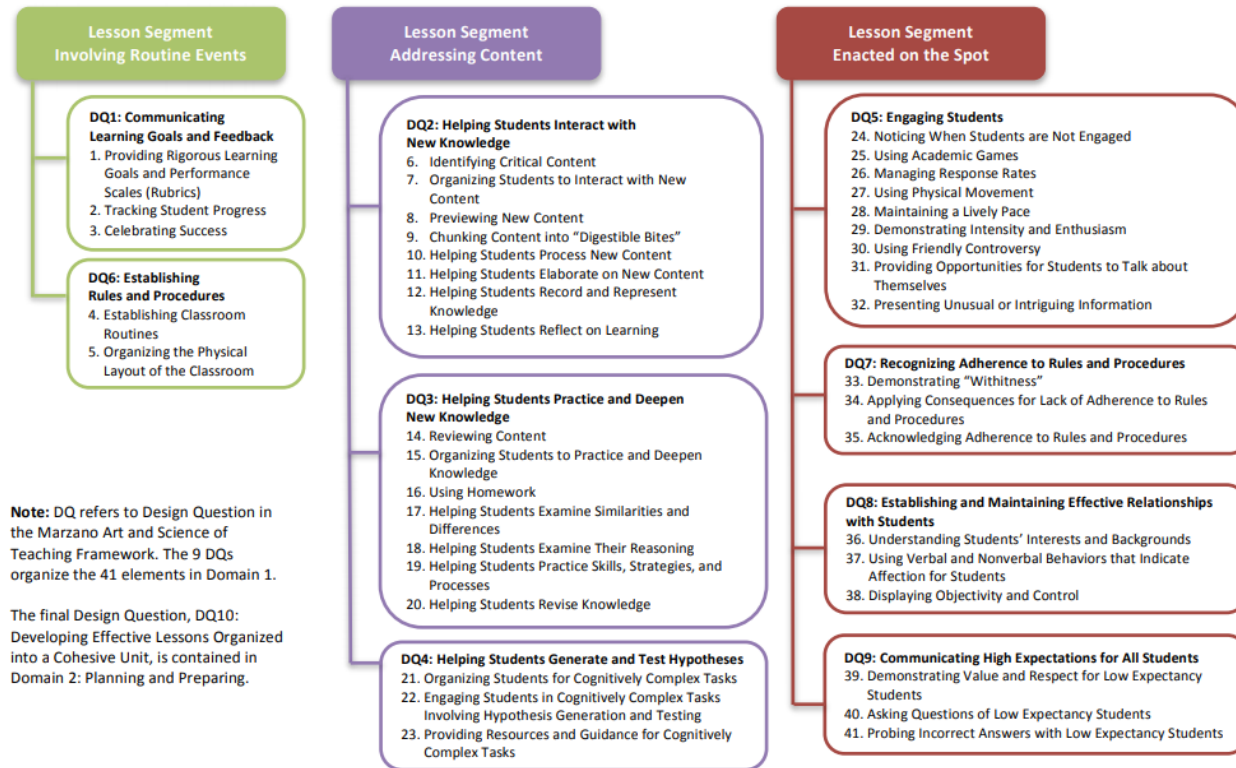 Lesson Segment
Involving Routine Events
DQ1: Communicating
Learning Goals and Feedback
1. Providing Rigorous Learning
Goals and Performance
Scales (Rubrics)
2. Tracking Student Progress
3. Celebrating Success
DQ6: Establishing
Rules and Procedures
4. Establishing Classroom
Routines
5. Organizing the Physical
Layout of the Classroom
Note: DQ refers to Design Question in
the Marzano Art and Science of
Teaching Framework. The 9 DQs
organize the 41 elements in Domain 1.
The final Design Question, DQ10:
Developing Effective Lessons Organized
into a Cohesive Unit, is contained in
Domain 2: Planning and Preparing.
Lesson Segment
Addressing Content
DQ2: Helping Students Interact with
New Knowledge
6. Identifying Critical Content
7. Organizing Students to Interact with New
Content
8. Previewing New Content
9. Chunking Content into “Digestible Bites”
10. Helping Students Process New Content
11. Helping Students Elaborate on New Content
12. Helping Students Record and Represent
Knowledge
13. Helping Students Reflect on Learning
DQ3: Helping Students Practice and Deepen
New Knowledge
14. Reviewing Content
15. Organizing Students to Practice and Deepen
Knowledge
16. Using Homework
17. Helping Students Examine Similarities and
Differences
18. Helping Students Examine Their Reasoning
19. Helping Students Practice Skills, Strategies, and
Processes
20. Helping Students Revise Knowledge
DQ4: Helping Students Generate and Test Hypotheses
21. Organizing Students for Cognitively Complex Tasks
22. Engaging Students in Cognitively Complex Tasks
Involving Hypothesis Generation and Testing
23. Providing Resources and Guidance for Cognitively
Complex Tasks
Lesson Segment
Enacted on the Spot
DQ5: Engaging Students
24. Noticing When Students are Not Engaged
25. Using Academic Games
26. Managing Response Rates
27. Using Physical Movement
28. Maintaining a Lively Pace
29. Demonstrating Intensity and Enthusiasm
30. Using Friendly Controversy
31. Providing Opportunities for Students to Talk about
Themselves
32. Presenting Unusual or Intriguing Information
DQ7: Recognizing Adherence to Rules and Procedures
33. Demonstrating “Withitness”
34. Applying Consequences for Lack of Adherence to Rules
and Procedures
35. Acknowledging Adherence to Rules and Procedures
DQ8: Establishing and Maintaining Effective Relationships
with Students
36. Understanding Students’ Interests and Backgrounds
37. Using Verbal and Nonverbal Behaviors that Indicate
Affection for Students
38. Displaying Objectivity and Control
DQ9: Communicating High Expectations for All Students
39. Demonstrating Value and Respect for Low Expectancy
Students
40. Asking Questions of Low Expectancy Students
41. Probing Incorrect Answers with Low Expectancy Students